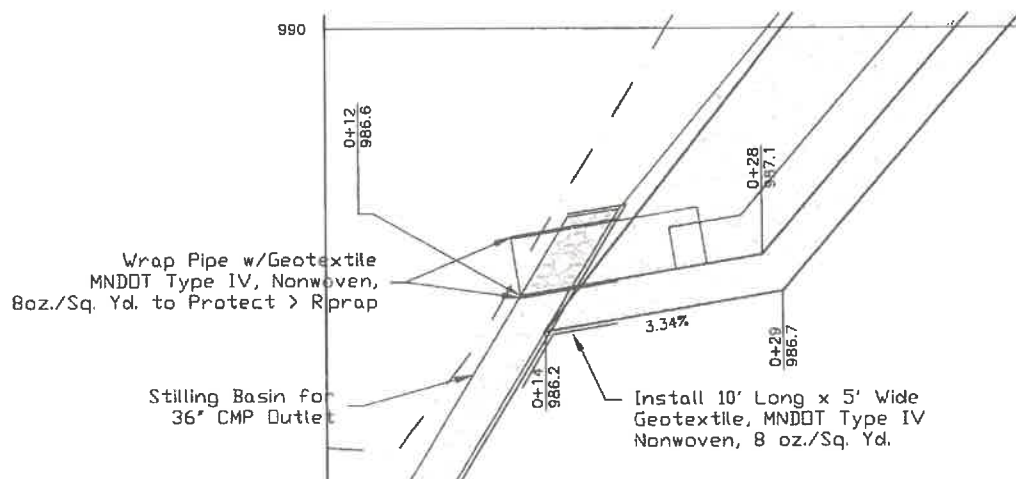 990
0+12
986.6
0+28
987.1
Wrap Pipe w/Geotextile
MNDOT Type IV, Nonwoven,
8oz./Sq. Yd. to Protect > Riprap
3.34%
0+29
986.7
0+14
986.2
Stilling Basin for
36" CMP Outlet
Install 10' Long x 5' Wide
Geotextile, MNDOT Type IV
Nonwoven, 8 oz./Sq. Yd.